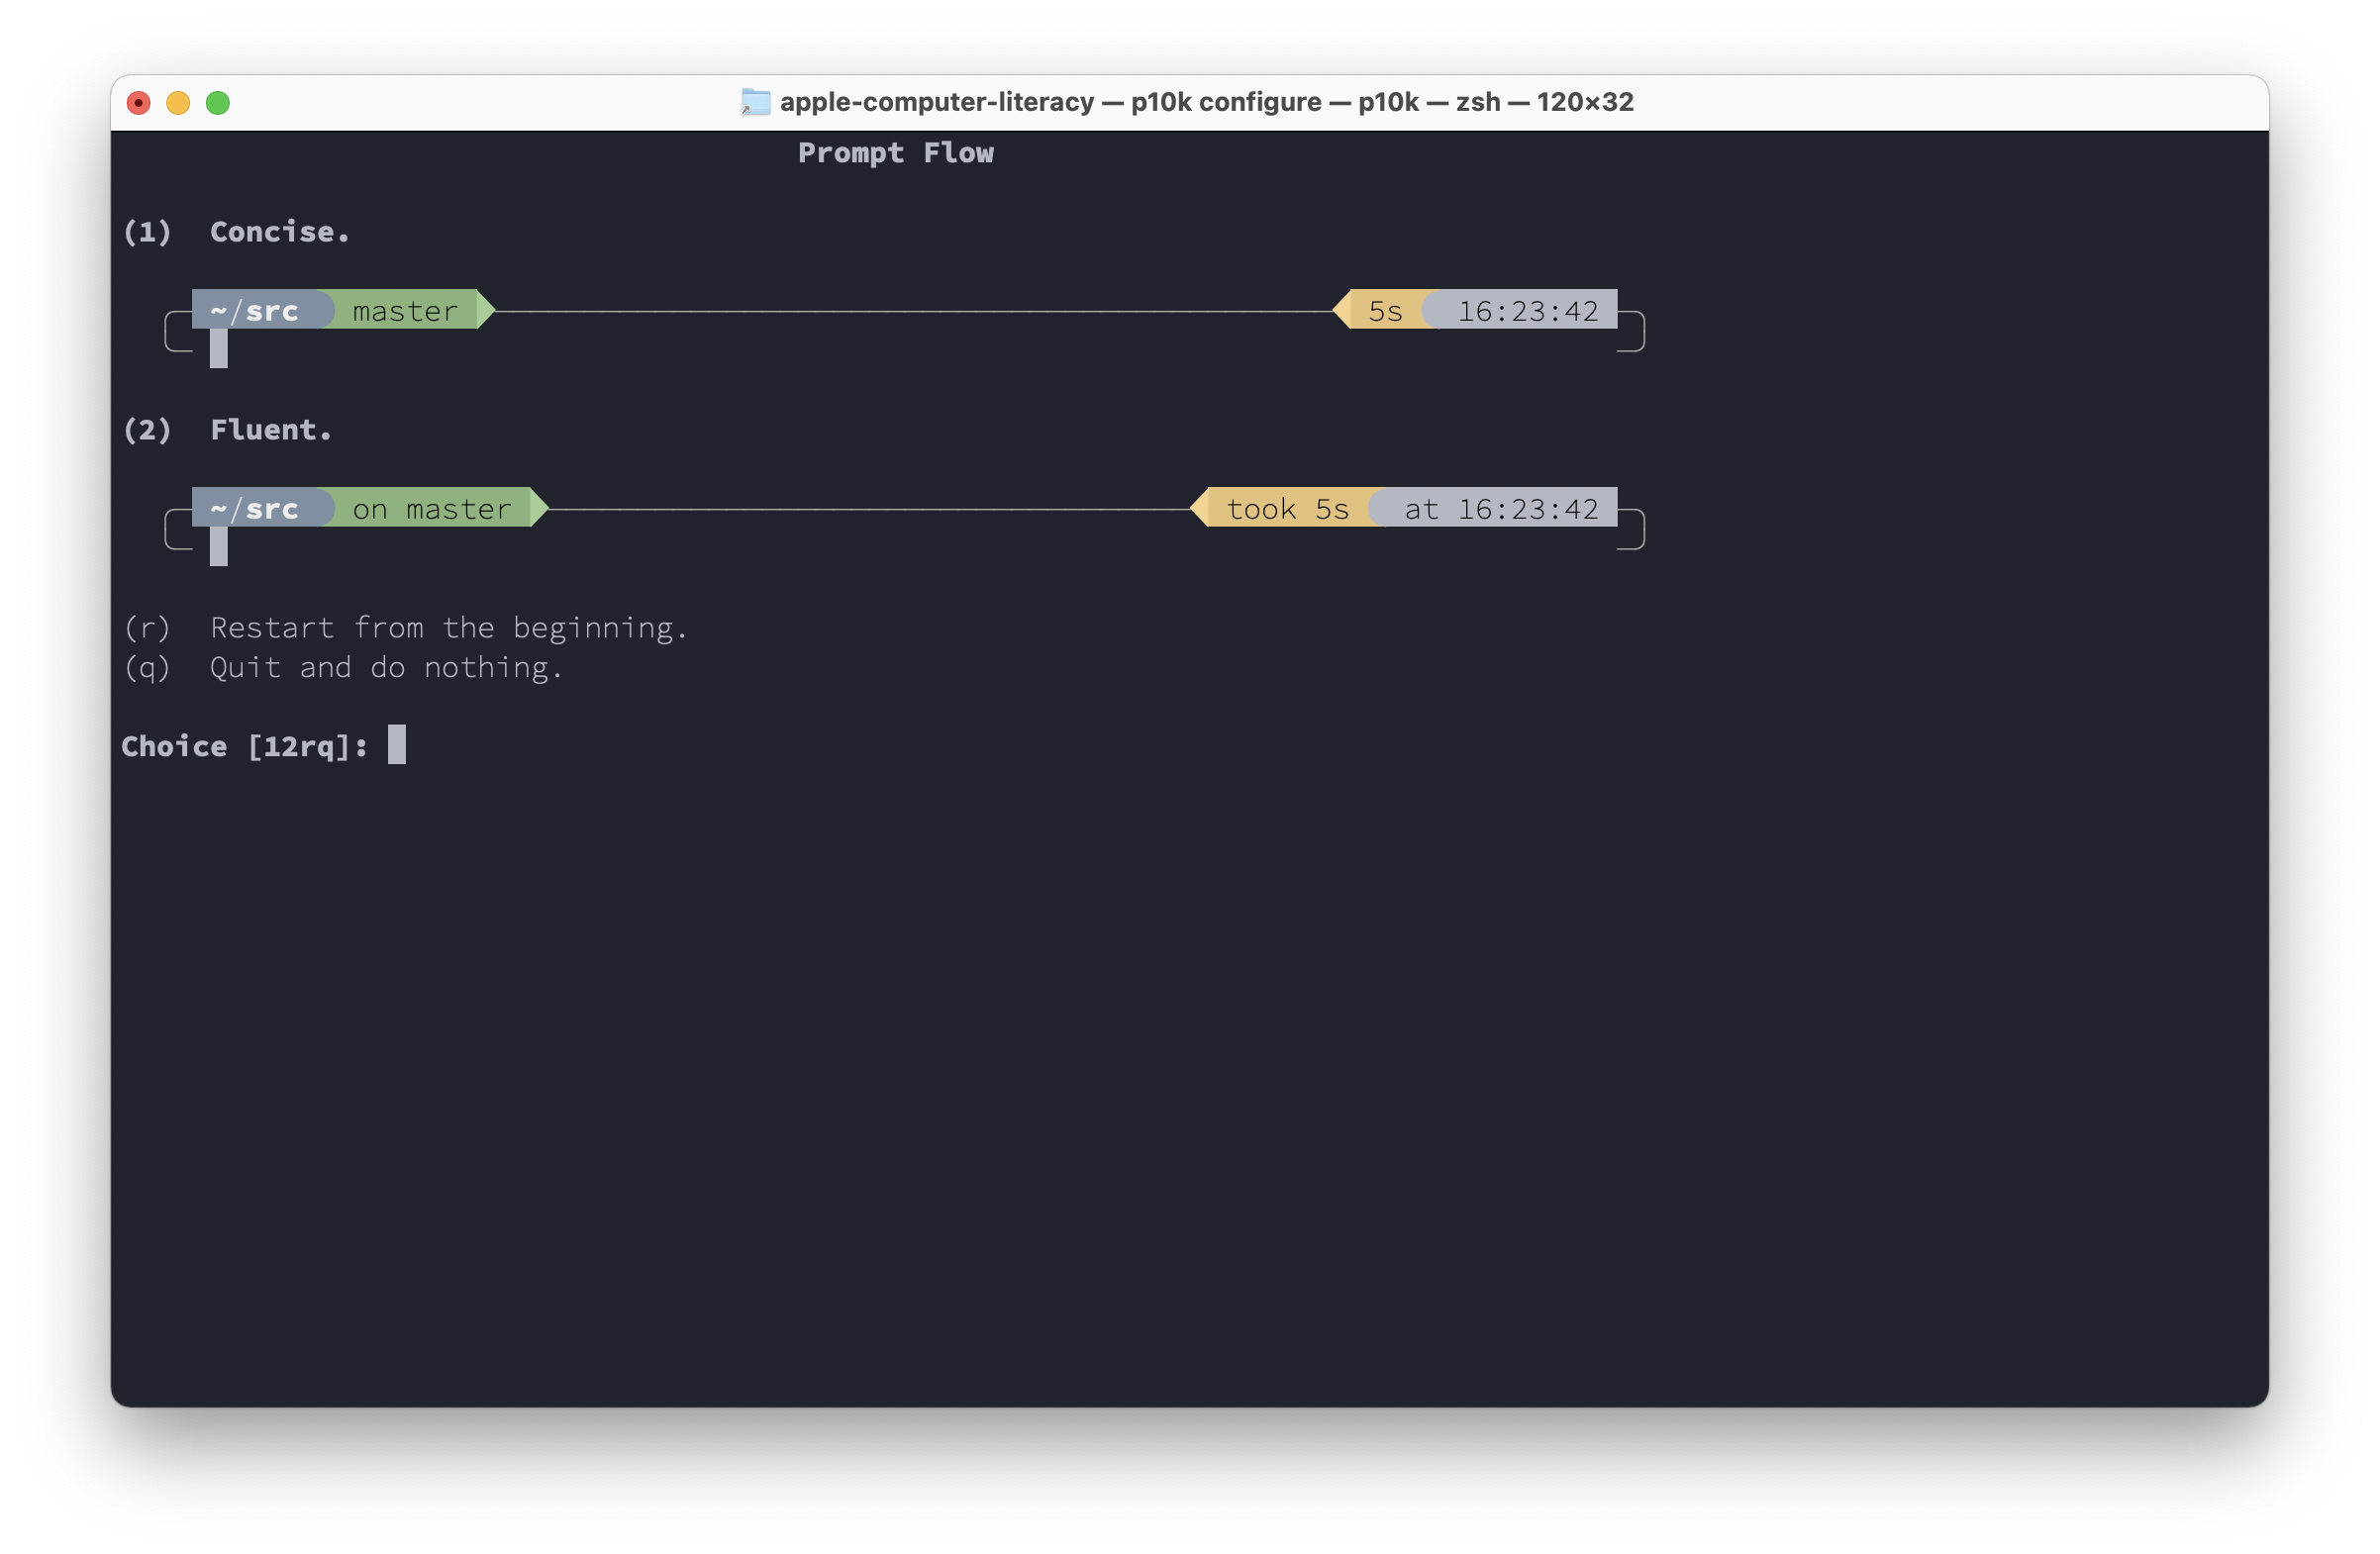 apple-computer-literacy — p10k configure — p10k — zsh — 120×32
Prompt Flow
(1)  Concise.
~/src  master  5s  16:23:42
(2)  Fluent.
~/src  on master  took 5s  at 16:23:42
(r)  Restart from the beginning.
(q)  Quit and do nothing.
Choice [12rq]: